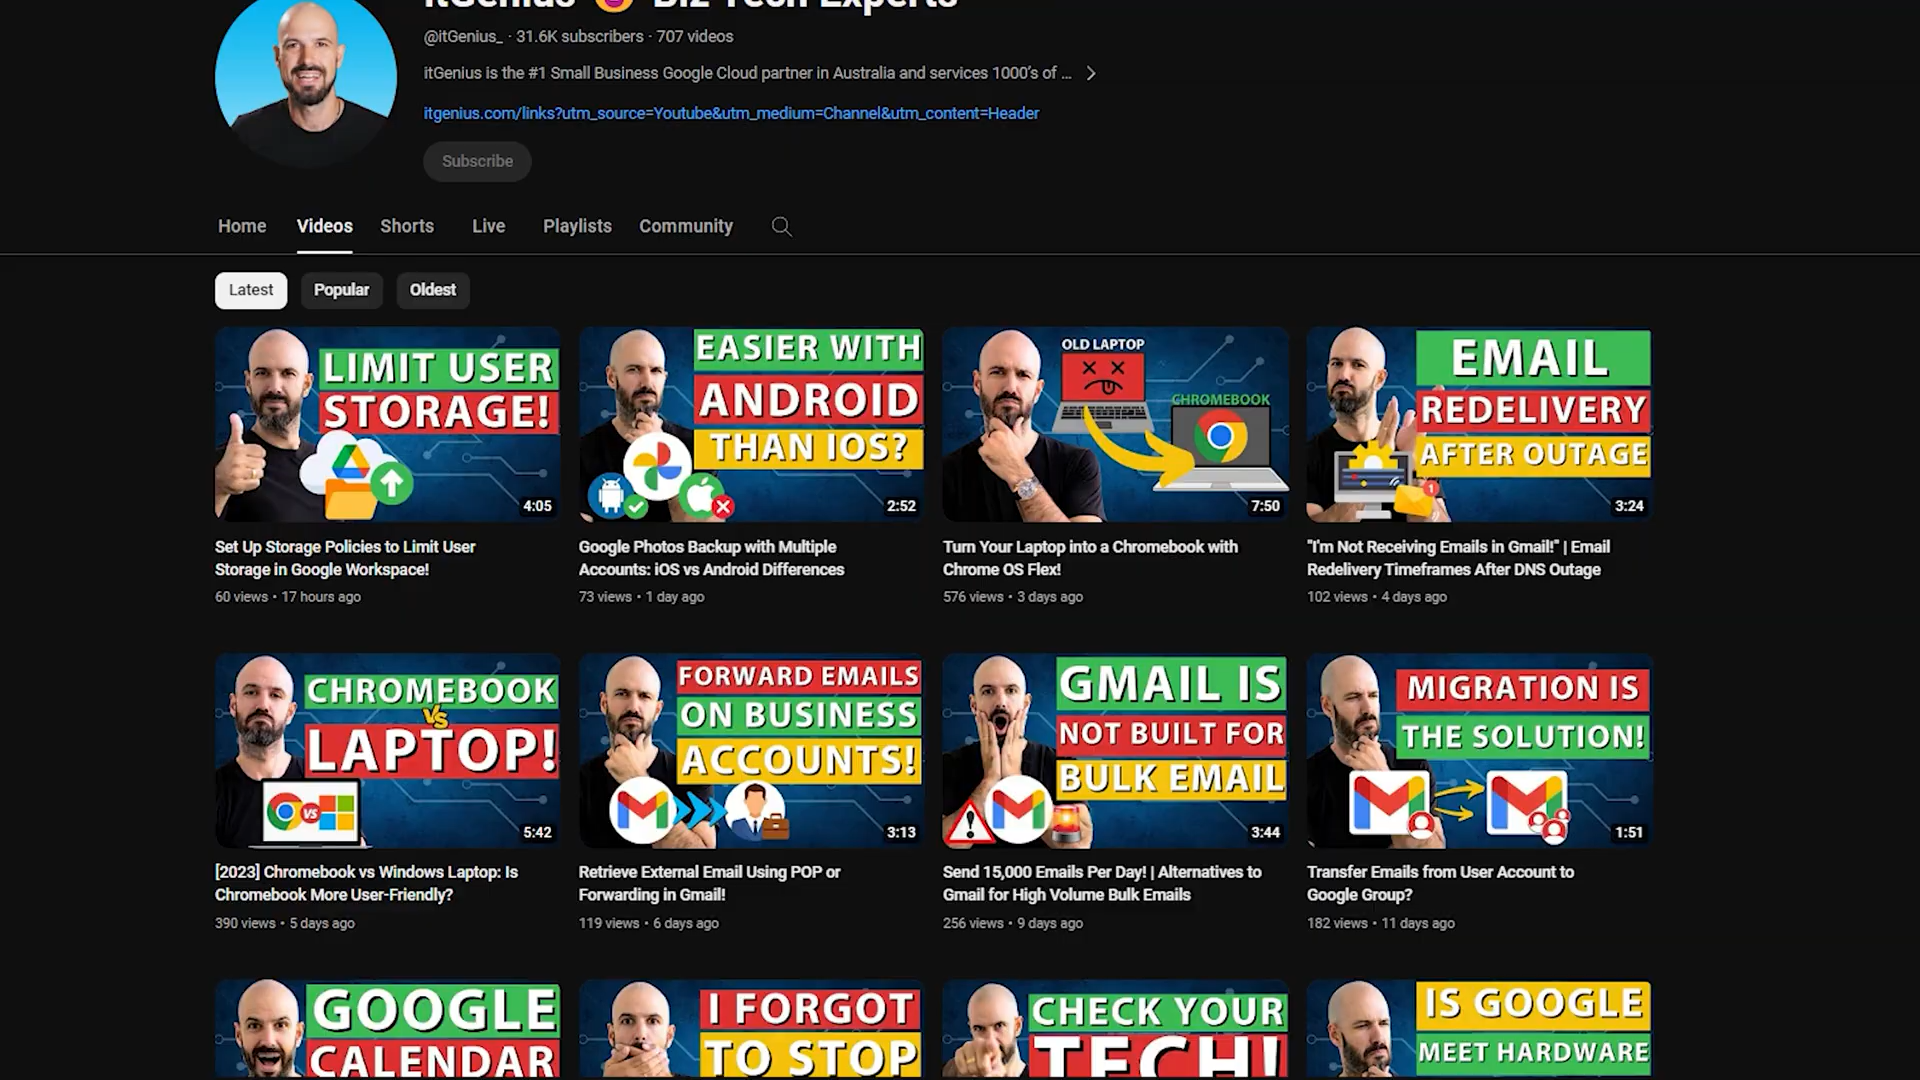 itGenius Biz Tech Experts
@itGenius_ · 31.6K subscribers · 707 videos
itGenius is the #1 Small Business Google Cloud partner in Australia and services 1000's of ...
itgenius.com/links?utm_source=Youtube&utm_medium=Channel&utm_content=Header
Subscribe
Home Videos Shorts Live Playlists Community
Latest Popular Oldest
LIMIT USER
STORAGE!
4:05
EASIER WITH
ANDROID
THAN IOS?
2:52
OLD LAPTOP
CHROMEBOOK
7:50
EMAIL
REDELIVERY
AFTER OUTAGE
1
3:24
Set Up Storage Policies to Limit User
Storage in Google Workspace!
60 views • 17 hours ago
Google Photos Backup with Multiple
Accounts: iOS vs Android Differences
73 views • 1 day ago
Turn Your Laptop into a Chromebook with
Chrome OS Flex!
576 views • 3 days ago
"I'm Not Receiving Emails in Gmail!" | Email
Redelivery Timeframes After DNS Outage
102 views • 4 days ago
CHROMEBOOK
VS
LAPTOP!
VS
5:42
FORWARD EMAILS
ON BUSINESS
ACCOUNTS!
3:13
GMAIL IS
NOT BUILT FOR
BULK EMAIL
3:44
MIGRATION IS
THE SOLUTION!
1:51
[2023] Chromebook vs Windows Laptop: Is
Chromebook More User-Friendly?
390 views • 5 days ago
Retrieve External Email Using POP or
Forwarding in Gmail!
119 views • 6 days ago
Send 15,000 Emails Per Day! | Alternatives to
Gmail for High Volume Bulk Emails
256 views • 9 days ago
Transfer Emails from User Account to
Google Group?
182 views • 11 days ago
GOOGLE
CALENDAR
I FORGOT
TO STOP
CHECK YOUR
TECH!
IS GOOGLE
MEET HARDWARE